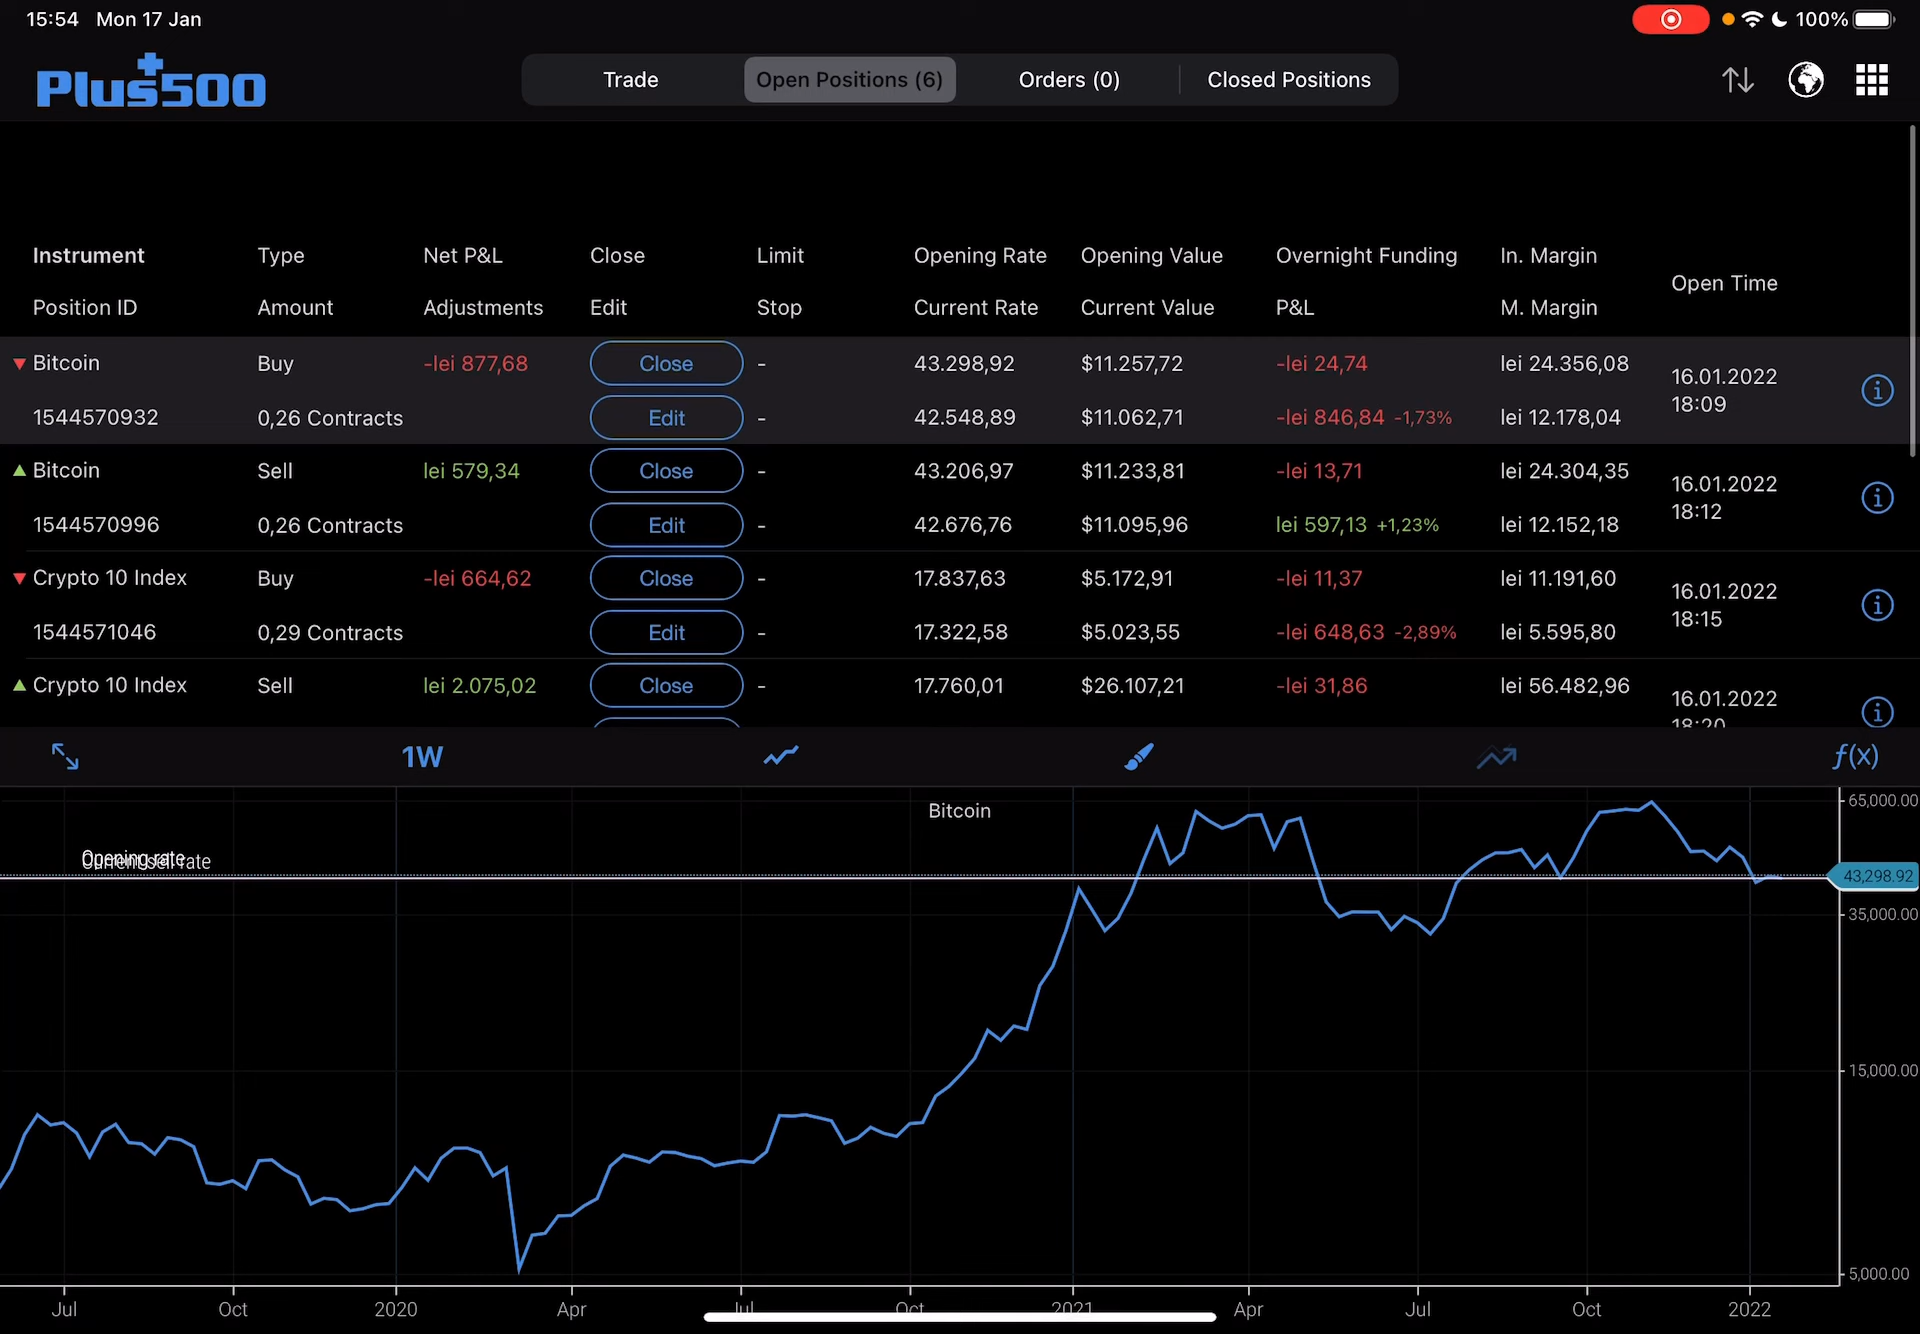 15:54 Mon 17 Jan 100%
Plus500
Trade Open Positions (6) Orders (0) Closed Positions
Instrument Type Net P&L Close Limit Opening Rate Opening Value Overnight Funding In. Margin Open Time
Position ID Amount Adjustments Edit Stop Current Rate Current Value P&L M. Margin
Bitcoin Buy -lei 877,68 Close - 43.298,92 $11.257,72 -lei 24,74 lei 24.356,08 16.01.2022
1544570932 0,26 Contracts Edit - 42.548,89 $11.062,71 -lei 846,84 -1,73% lei 12.178,04 18:09
Bitcoin Sell lei 579,34 Close - 43.206,97 $11.233,81 -lei 13,71 lei 24.304,35 16.01.2022
1544570996 0,26 Contracts Edit - 42.676,76 $11.095,96 lei 597,13 +1,23% lei 12.152,18 18:12
Crypto 10 Index Buy -lei 664,62 Close - 17.837,63 $5.172,91 -lei 11,37 lei 11.191,60 16.01.2022
1544571046 0,29 Contracts Edit - 17.322,58 $5.023,55 -lei 648,63 -2,89% lei 5.595,80 18:15
Crypto 10 Index Sell lei 2.075,02 Close - 17.760,01 $26.107,21 -lei 31,86 lei 56.482,96 16.01.2022
18:20
1W f(x)
Bitcoin
65,000.00
Opening rate
Current sell rate
43,298.92
35,000.00
15,000.00
5,000.00
Jul Oct 2020 Apr Jul Oct 2021 Apr Jul Oct 2022